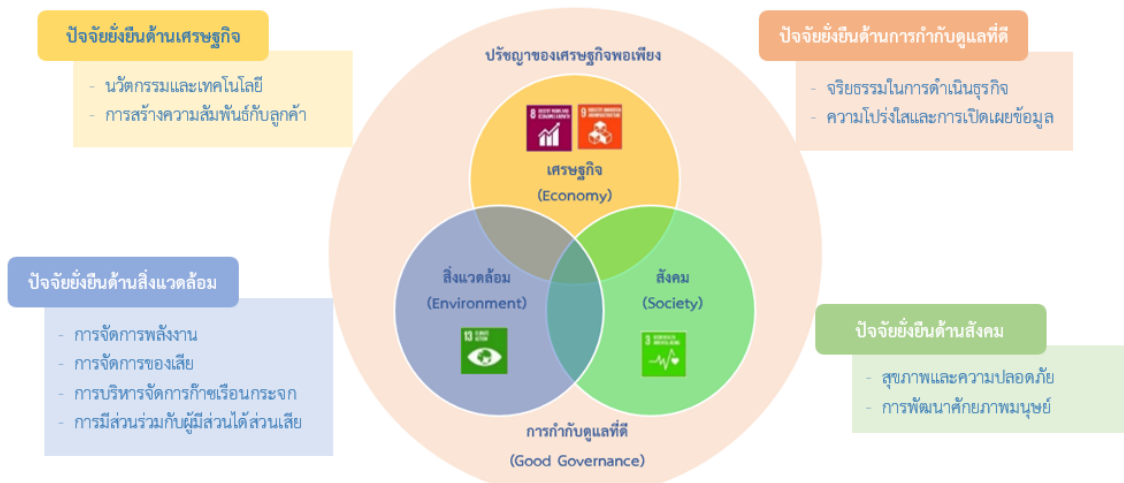 ปัจจัยยั่งยืนด้านเศรษฐกิจ
- นวัตกรรมและเทคโนโลยี
- การสร้างความสัมพันธ์กับลูกค้า
ปัจจัยยั่งยืนด้านการกำกับดูแลที่ดี
- จริยธรรมในการดำเนินธุรกิจ
- ความโปร่งใสและการเปิดเผยข้อมูล
ปรัชญาของเศรษฐกิจพอเพียง
8
9
เศรษฐกิจ
(Economy)
ปัจจัยยั่งยืนด้านสิ่งแวดล้อม
- การจัดการพลังงาน
- การจัดการของเสีย
- การบริหารจัดการก๊าซเรือนกระจก
- การมีส่วนร่วมกับผู้มีส่วนได้ส่วนเสีย
สิ่งแวดล้อม
(Environment)
13 CLIMATE
ACTION
สังคม
(Society)
3
ปัจจัยยั่งยืนด้านสังคม
- สุขภาพและความปลอดภัย
- การพัฒนาศักยภาพมนุษย์
การกำกับดูแลที่ดี
(Good Governance)